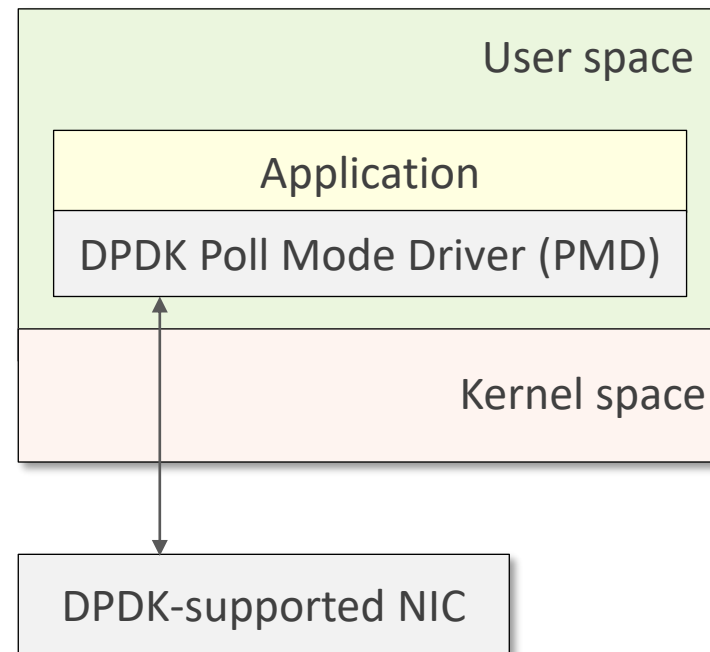 User space
Application
DPDK Poll Mode Driver (PMD)
Kernel space
DPDK-supported NIC